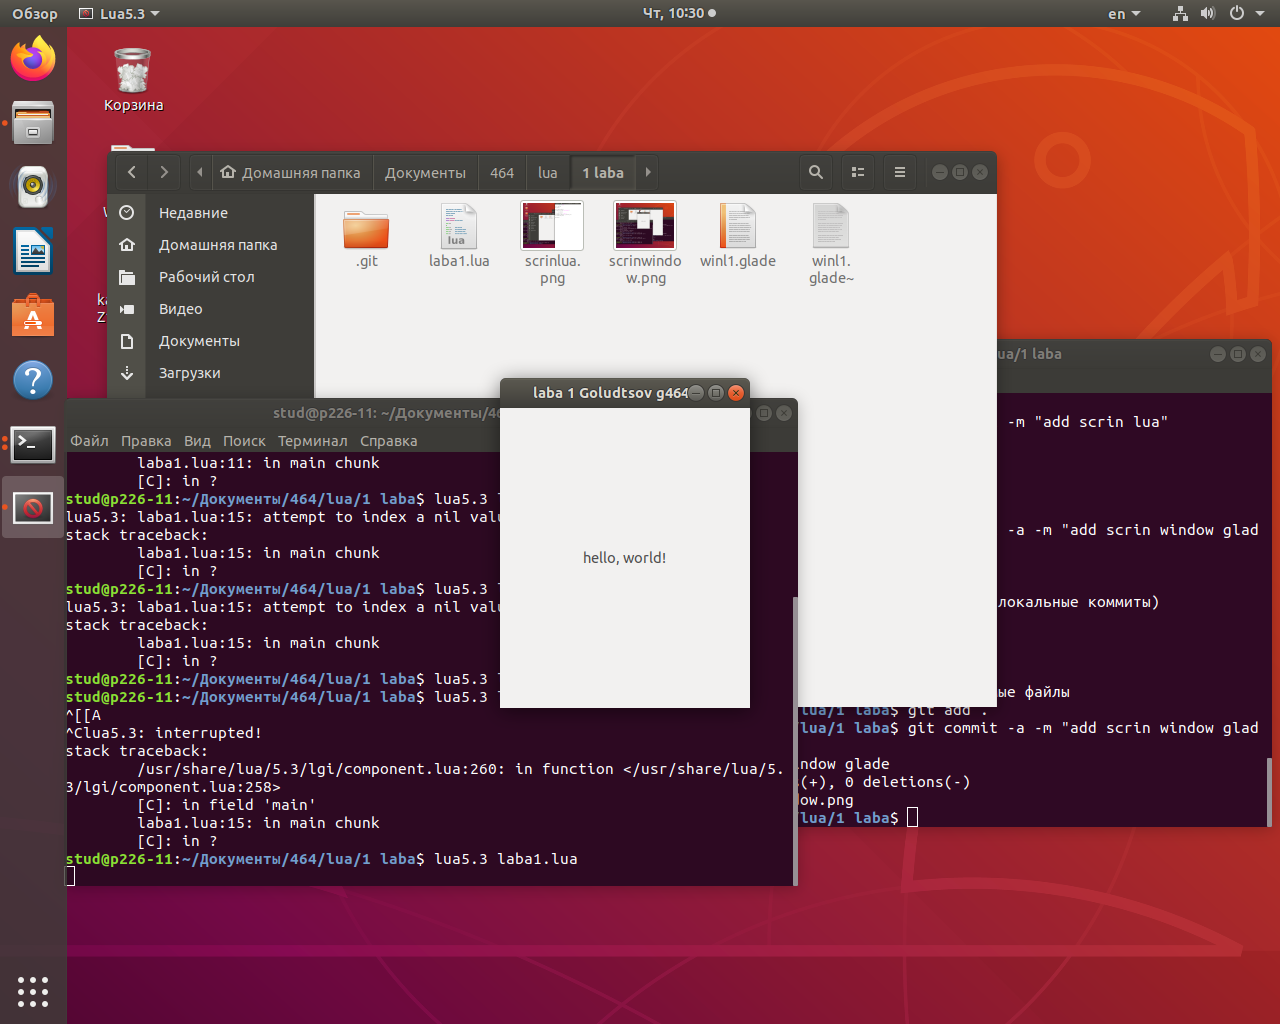 Обзор
Lua5.3
Чт, 10:30
en
Корзина
Домашняя папка
Документы
464
lua
1 laba
Недавние
Домашняя папка
Рабочий стол
Видео
Документы
Загрузки
.git
laba1.lua
scrinlua.
png
scrinwindo
w.png
winl1.glade
winl1.
glade~
lua
ka
Z
laba 1 Goludtsov g464
hello, world!
stud@p226-11: ~/Документы/46
Файл Правка Вид Поиск Терминал Справка
laba1.lua:11: in main chunk
[C]: in ?
stud@p226-11:~/Документы/464/lua/1 laba$ lua5.3 l
lua5.3: laba1.lua:15: attempt to index a nil valu
stack traceback:
laba1.lua:15: in main chunk
[C]: in ?
stud@p226-11:~/Документы/464/lua/1 laba$ lua5.3 l
lua5.3: laba1.lua:15: attempt to index a nil valu
stack traceback:
laba1.lua:15: in main chunk
[C]: in ?
stud@p226-11:~/Документы/464/lua/1 laba$ lua5.3 l
stud@p226-11:~/Документы/464/lua/1 laba$ lua5.3 l
^[[A
^Clua5.3: interrupted!
stack traceback:
/usr/share/lua/5.3/lgi/component.lua:260: in function </usr/share/lua/5.
3/lgi/component.lua:258>
[C]: in field 'main'
laba1.lua:15: in main chunk
[C]: in ?
stud@p226-11:~/Документы/464/lua/1 laba$ lua5.3 laba1.lua
ua/1 laba
-m "add scrin lua"
-a -m "add scrin window glad
локальные коммиты)
ые файлы
lua/1 laba$ git add .
lua/1 laba$ git commit -a -m "add scrin window glad
ndow glade
(+), 0 deletions(-)
ow.png
lua/1 laba$